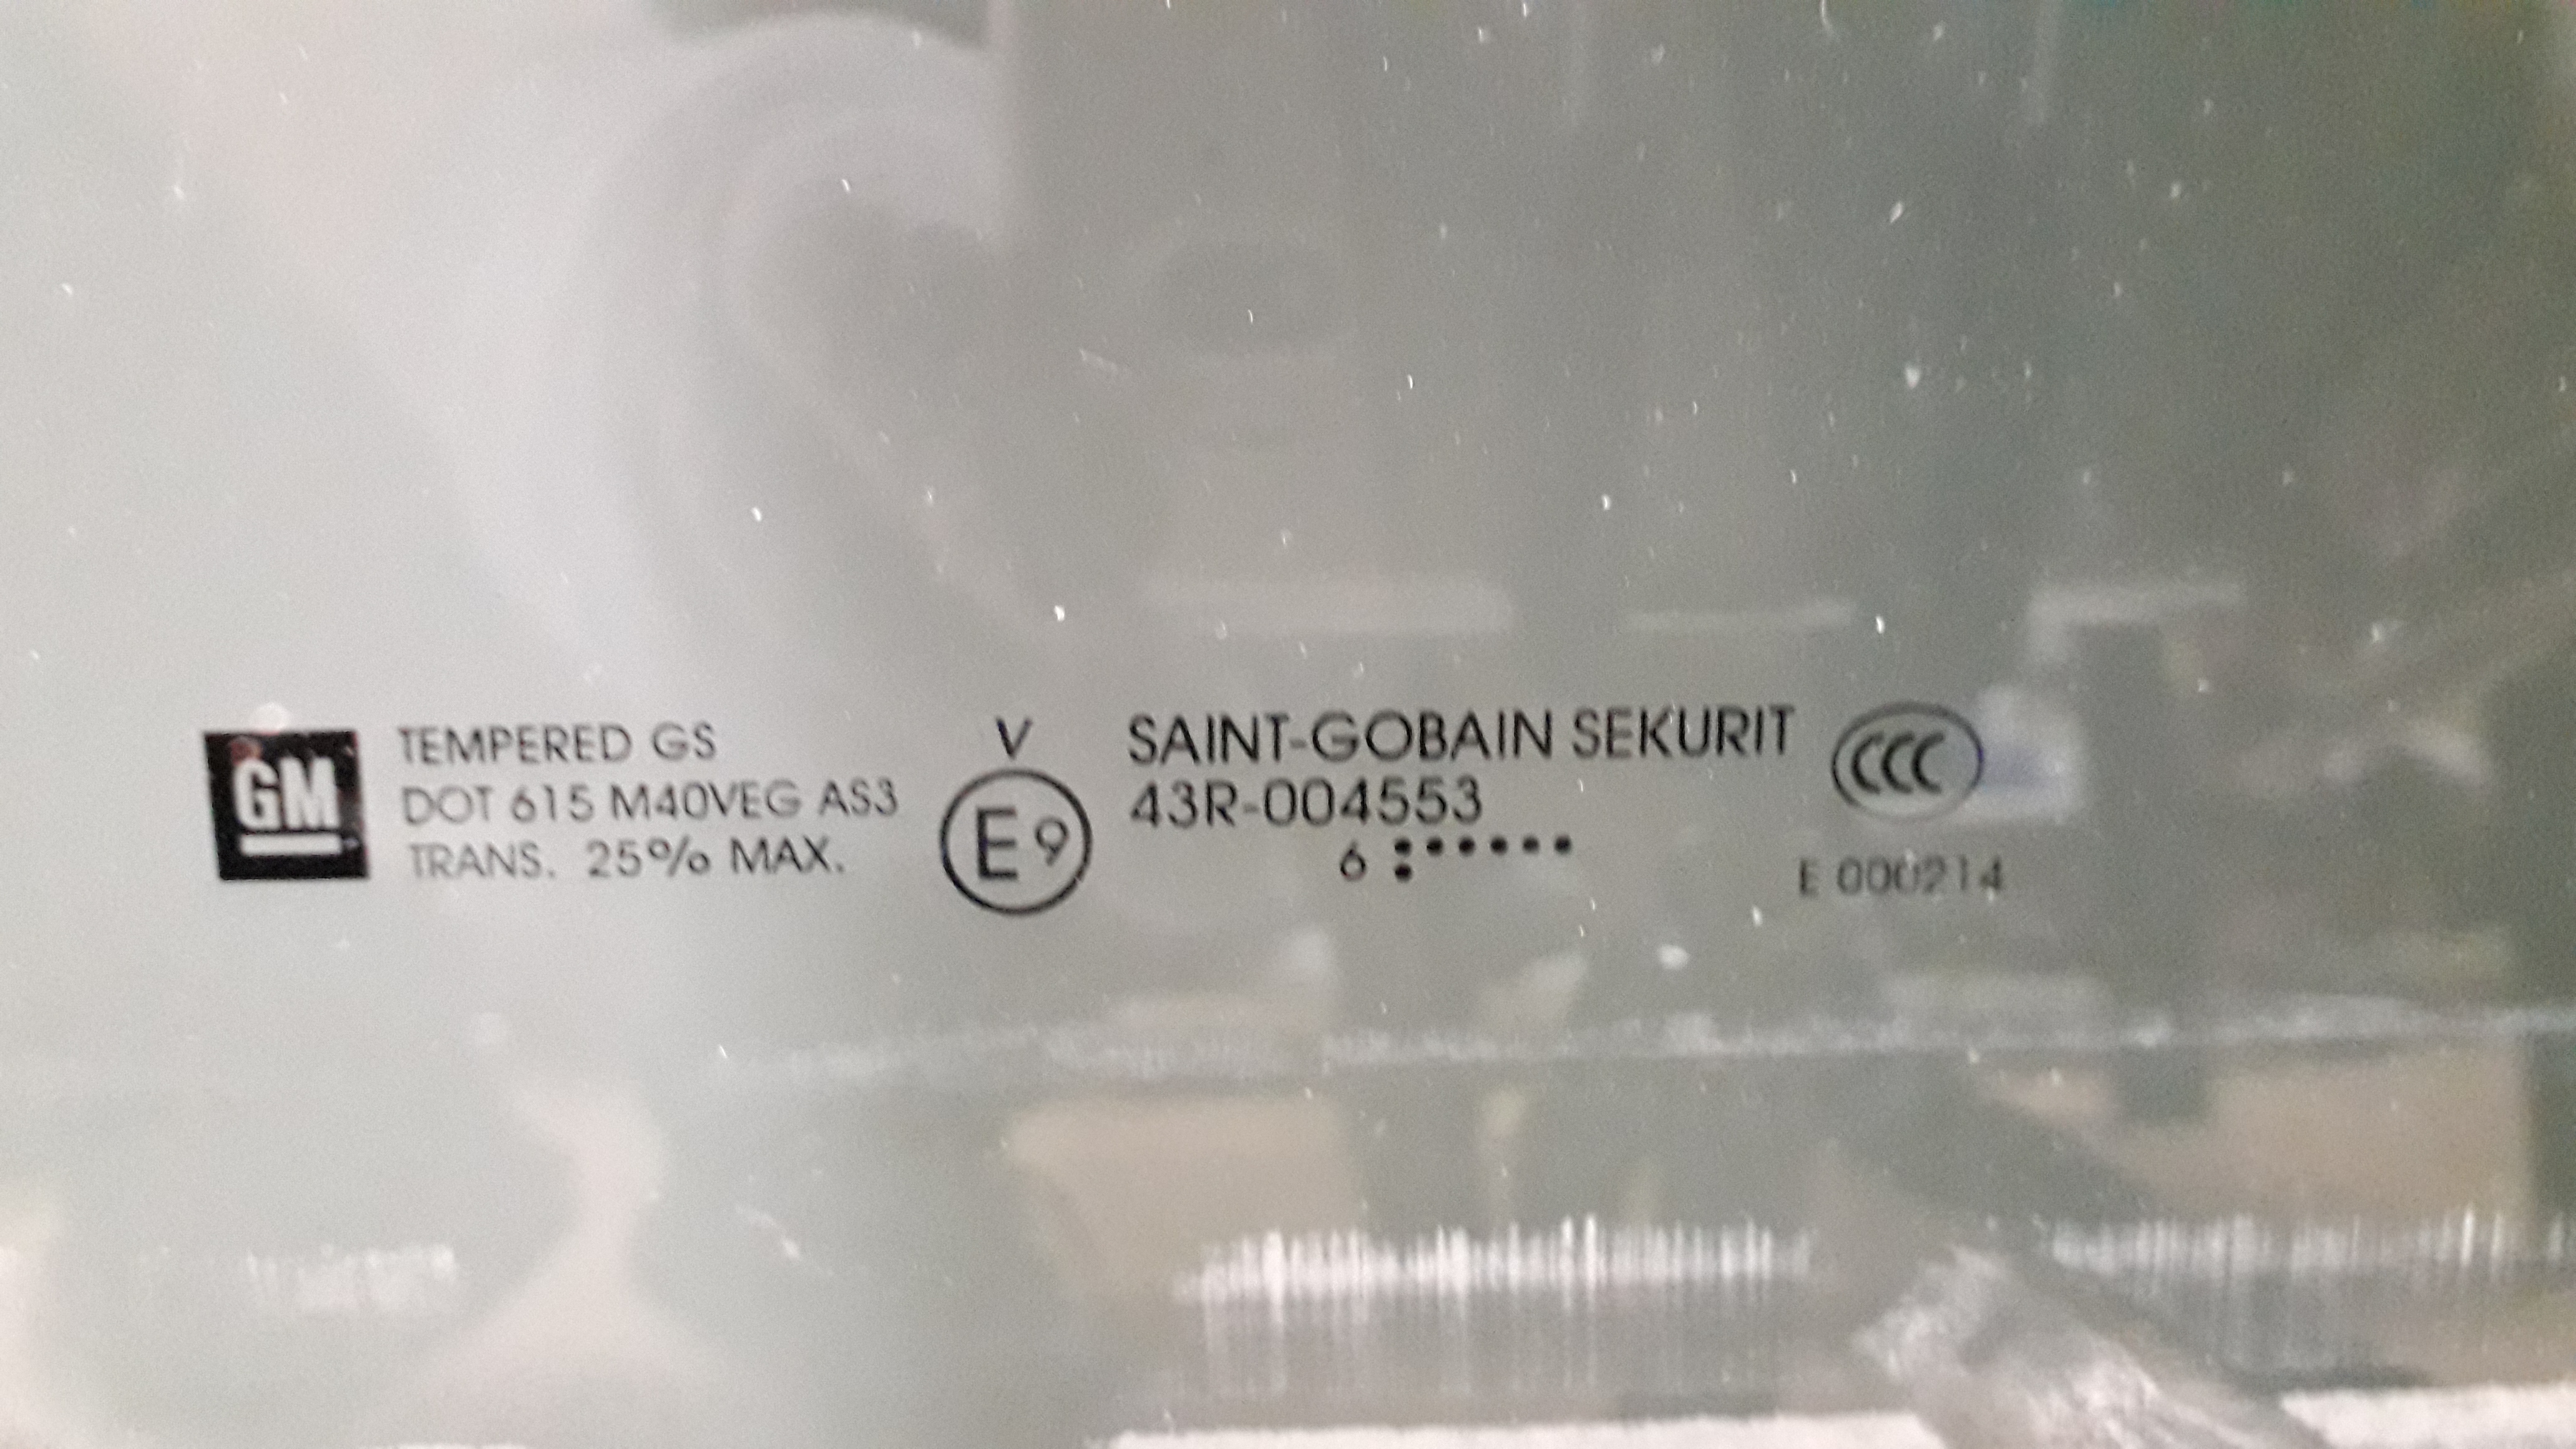 GM
TEMPERED GS
DOT 615 M40VEG AS3
TRANS. 25% MAX.
V
E9
SAINT-GOBAIN SEKURIT
43R-004553
6
CCC
E 000214